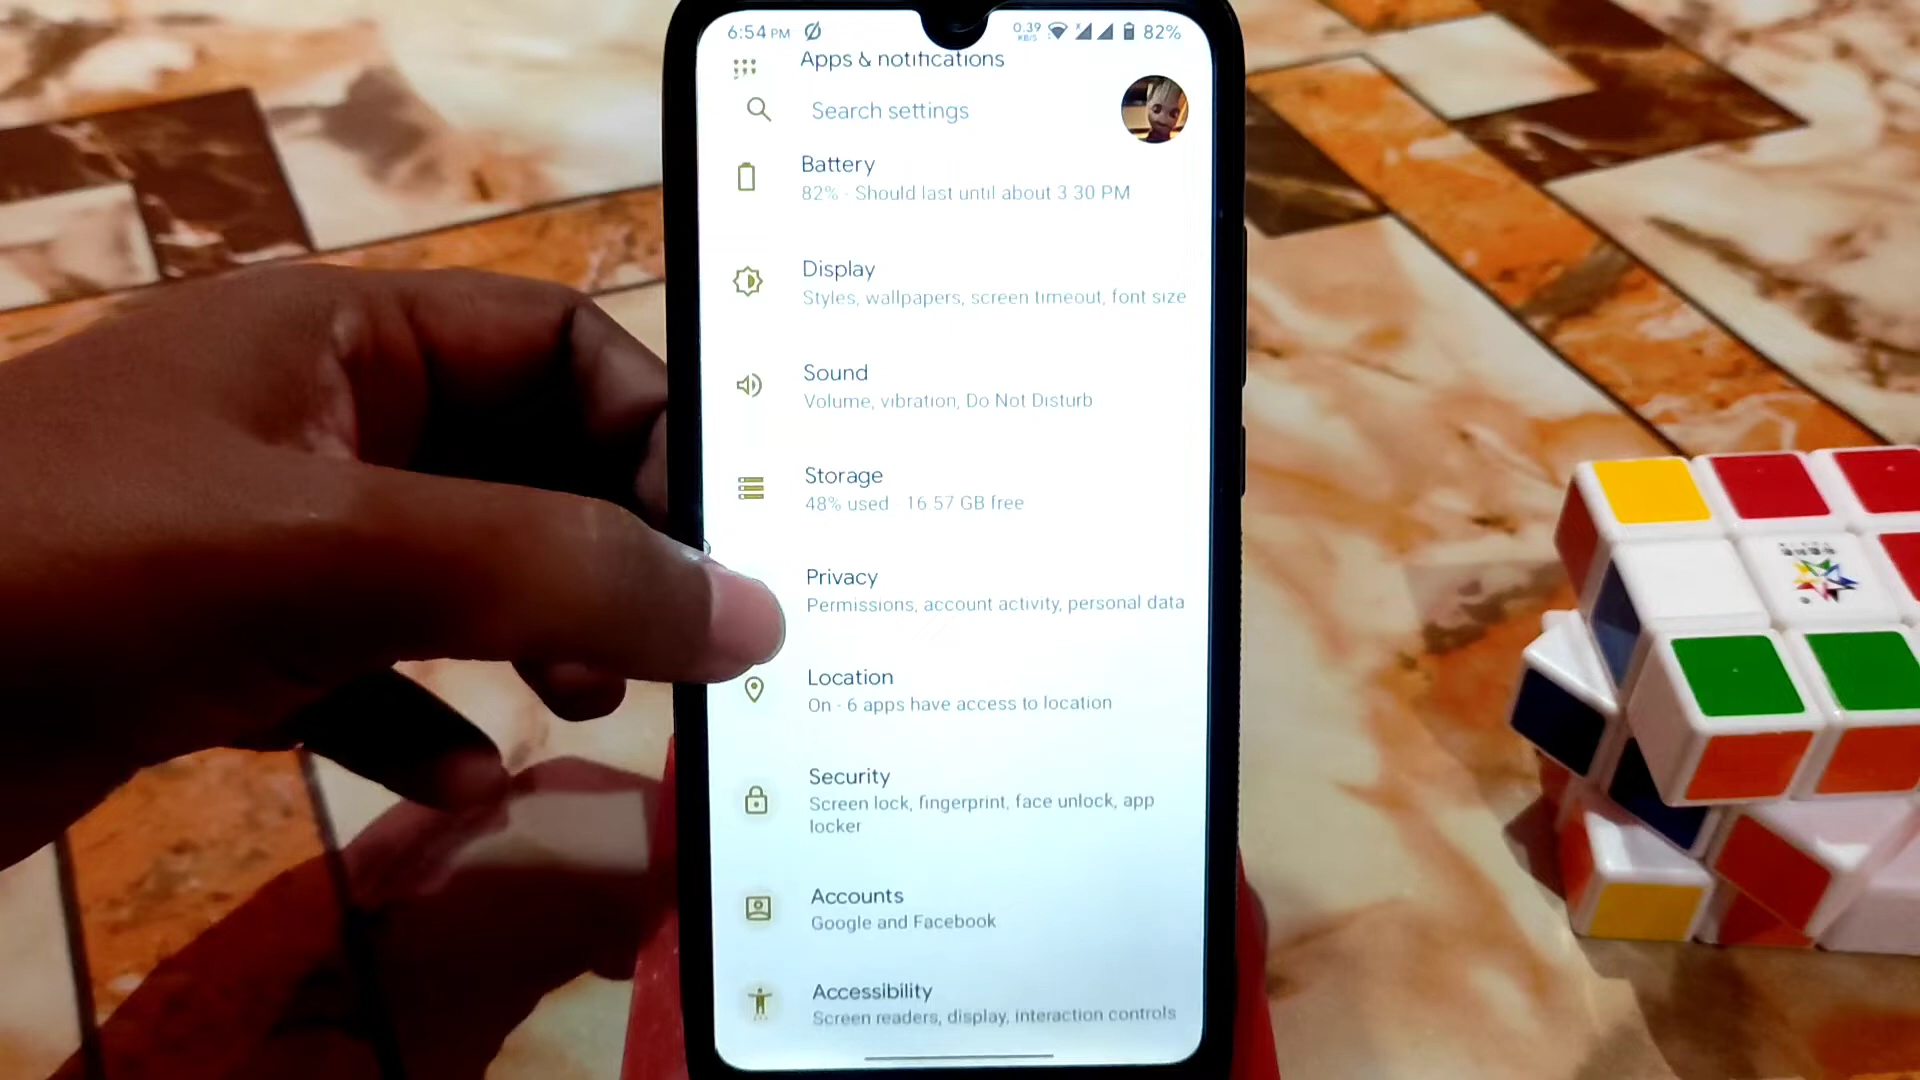 6:54 PM
0.39
KB/S
82%
Apps & notifications
Search settings
Battery
82% · Should last until about 3 30 PM
Display
Styles, wallpapers, screen timeout, font size
Sound
Volume, vibration, Do Not Disturb
Storage
48% used · 16 57 GB free
Privacy
Permissions, account activity, personal data
Location
On · 6 apps have access to location
Security
Screen lock, fingerprint, face unlock, app
locker
Accounts
Google and Facebook
Accessibility
Screen readers, display, interaction controls